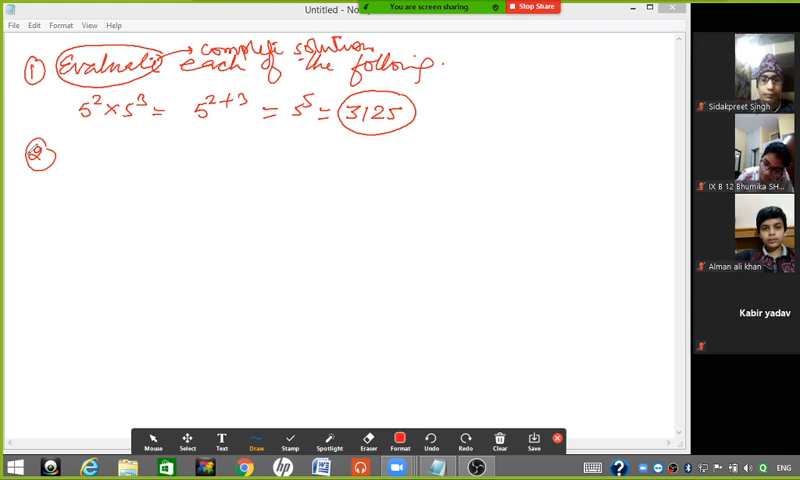 Untitled - No
You are screen sharing
Stop Share
File Edit Format View Help
① Evaluate → complete solution
each of the following.
5² × 5³ = 5²⁺³ = 5⁵ = 3125
②
Sidakpreet Singh
IX B 12 Bhumika SH...
Alman ali khan
Kabir yadav
Mouse Select Text Draw Stamp Spotlight Eraser Format Undo Redo Clear Save
ENG